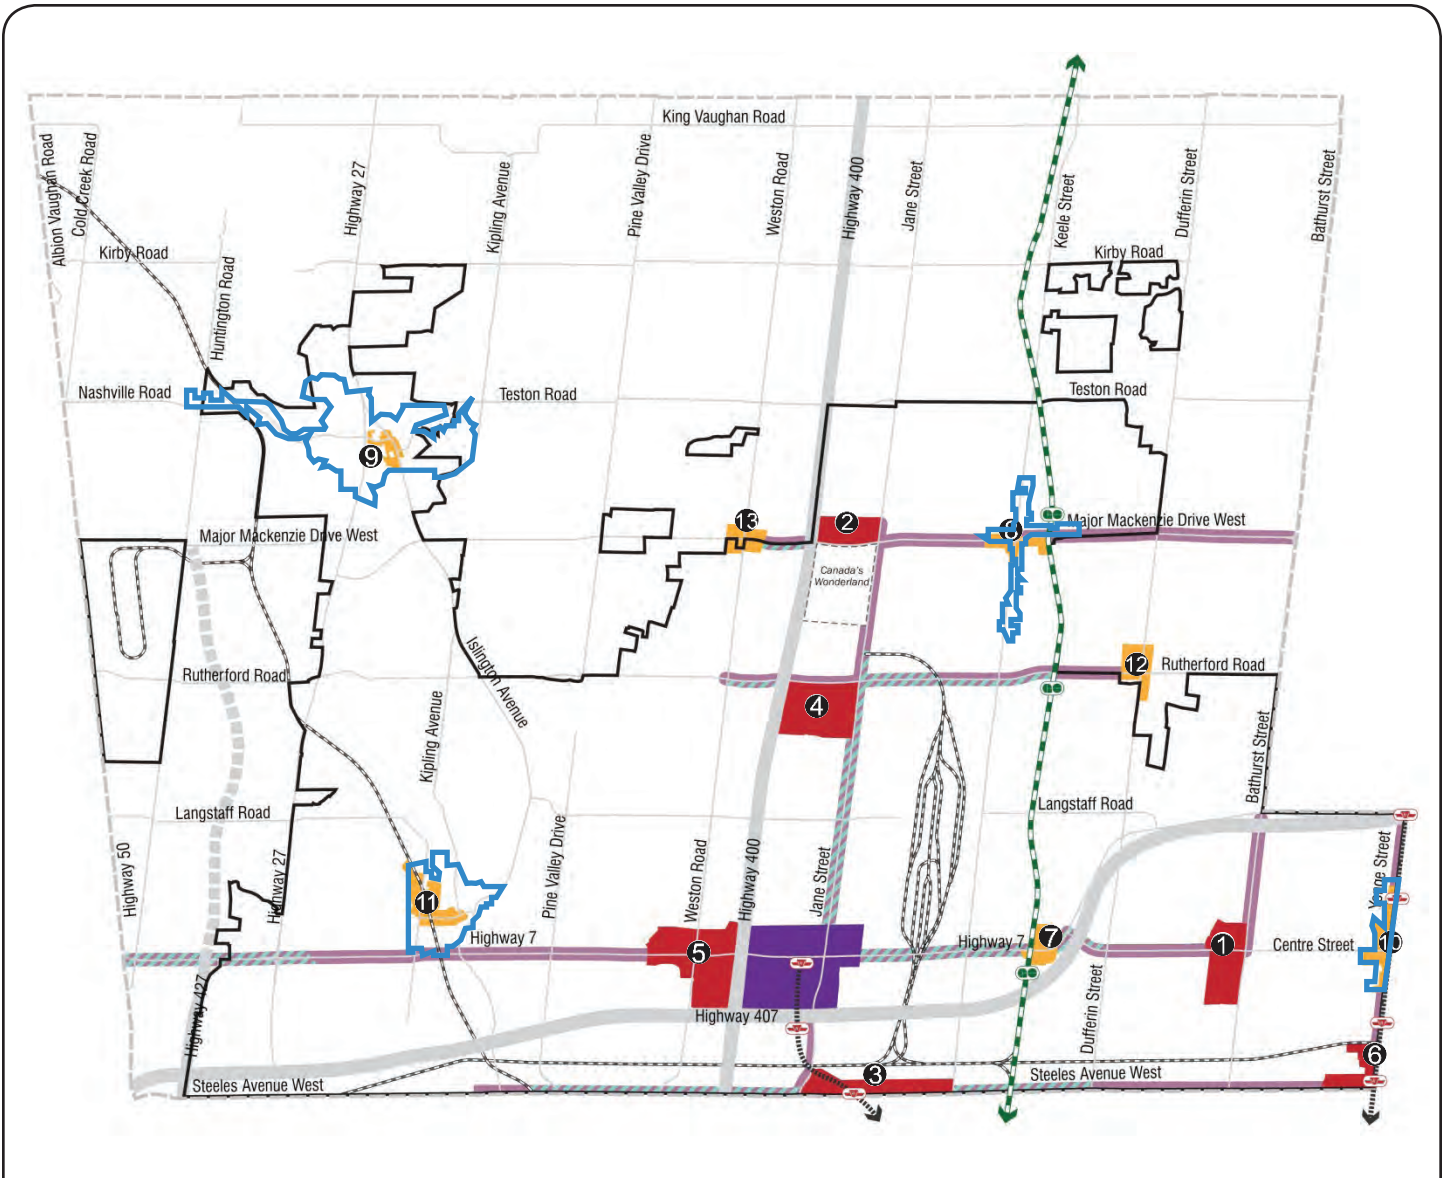 King Vaughan Road
Albion Vaughan Road
Cold Creek Road
Highway 27
Kipling Avenue
Pine Valley Drive
Weston Road
Highway 400
Jane Street
Keele Street
Dufferin Street
Bathurst Street
Kirby Road
Kirby Road
Huntington Road
Nashville Road
Teston Road
Teston Road
9
13
2
8
Major Mackenzie Drive West
Major Mackenzie Drive West
Canada's
Wonderland
12
Rutherford Road
Rutherford Road
Islington Avenue
4
Kipling Avenue
Bathurst Street
Langstaff Road
Langstaff Road
Highway 50
Highway 27
Pine Valley Drive
Weston Road
Highway 400
Jane Street
Yonge Street
11
Highway 7
5
Highway 7
7
1
Centre Street
10
Highway 427
Highway 407
Dufferin Street
6
3
Steeles Avenue West
Steeles Avenue West